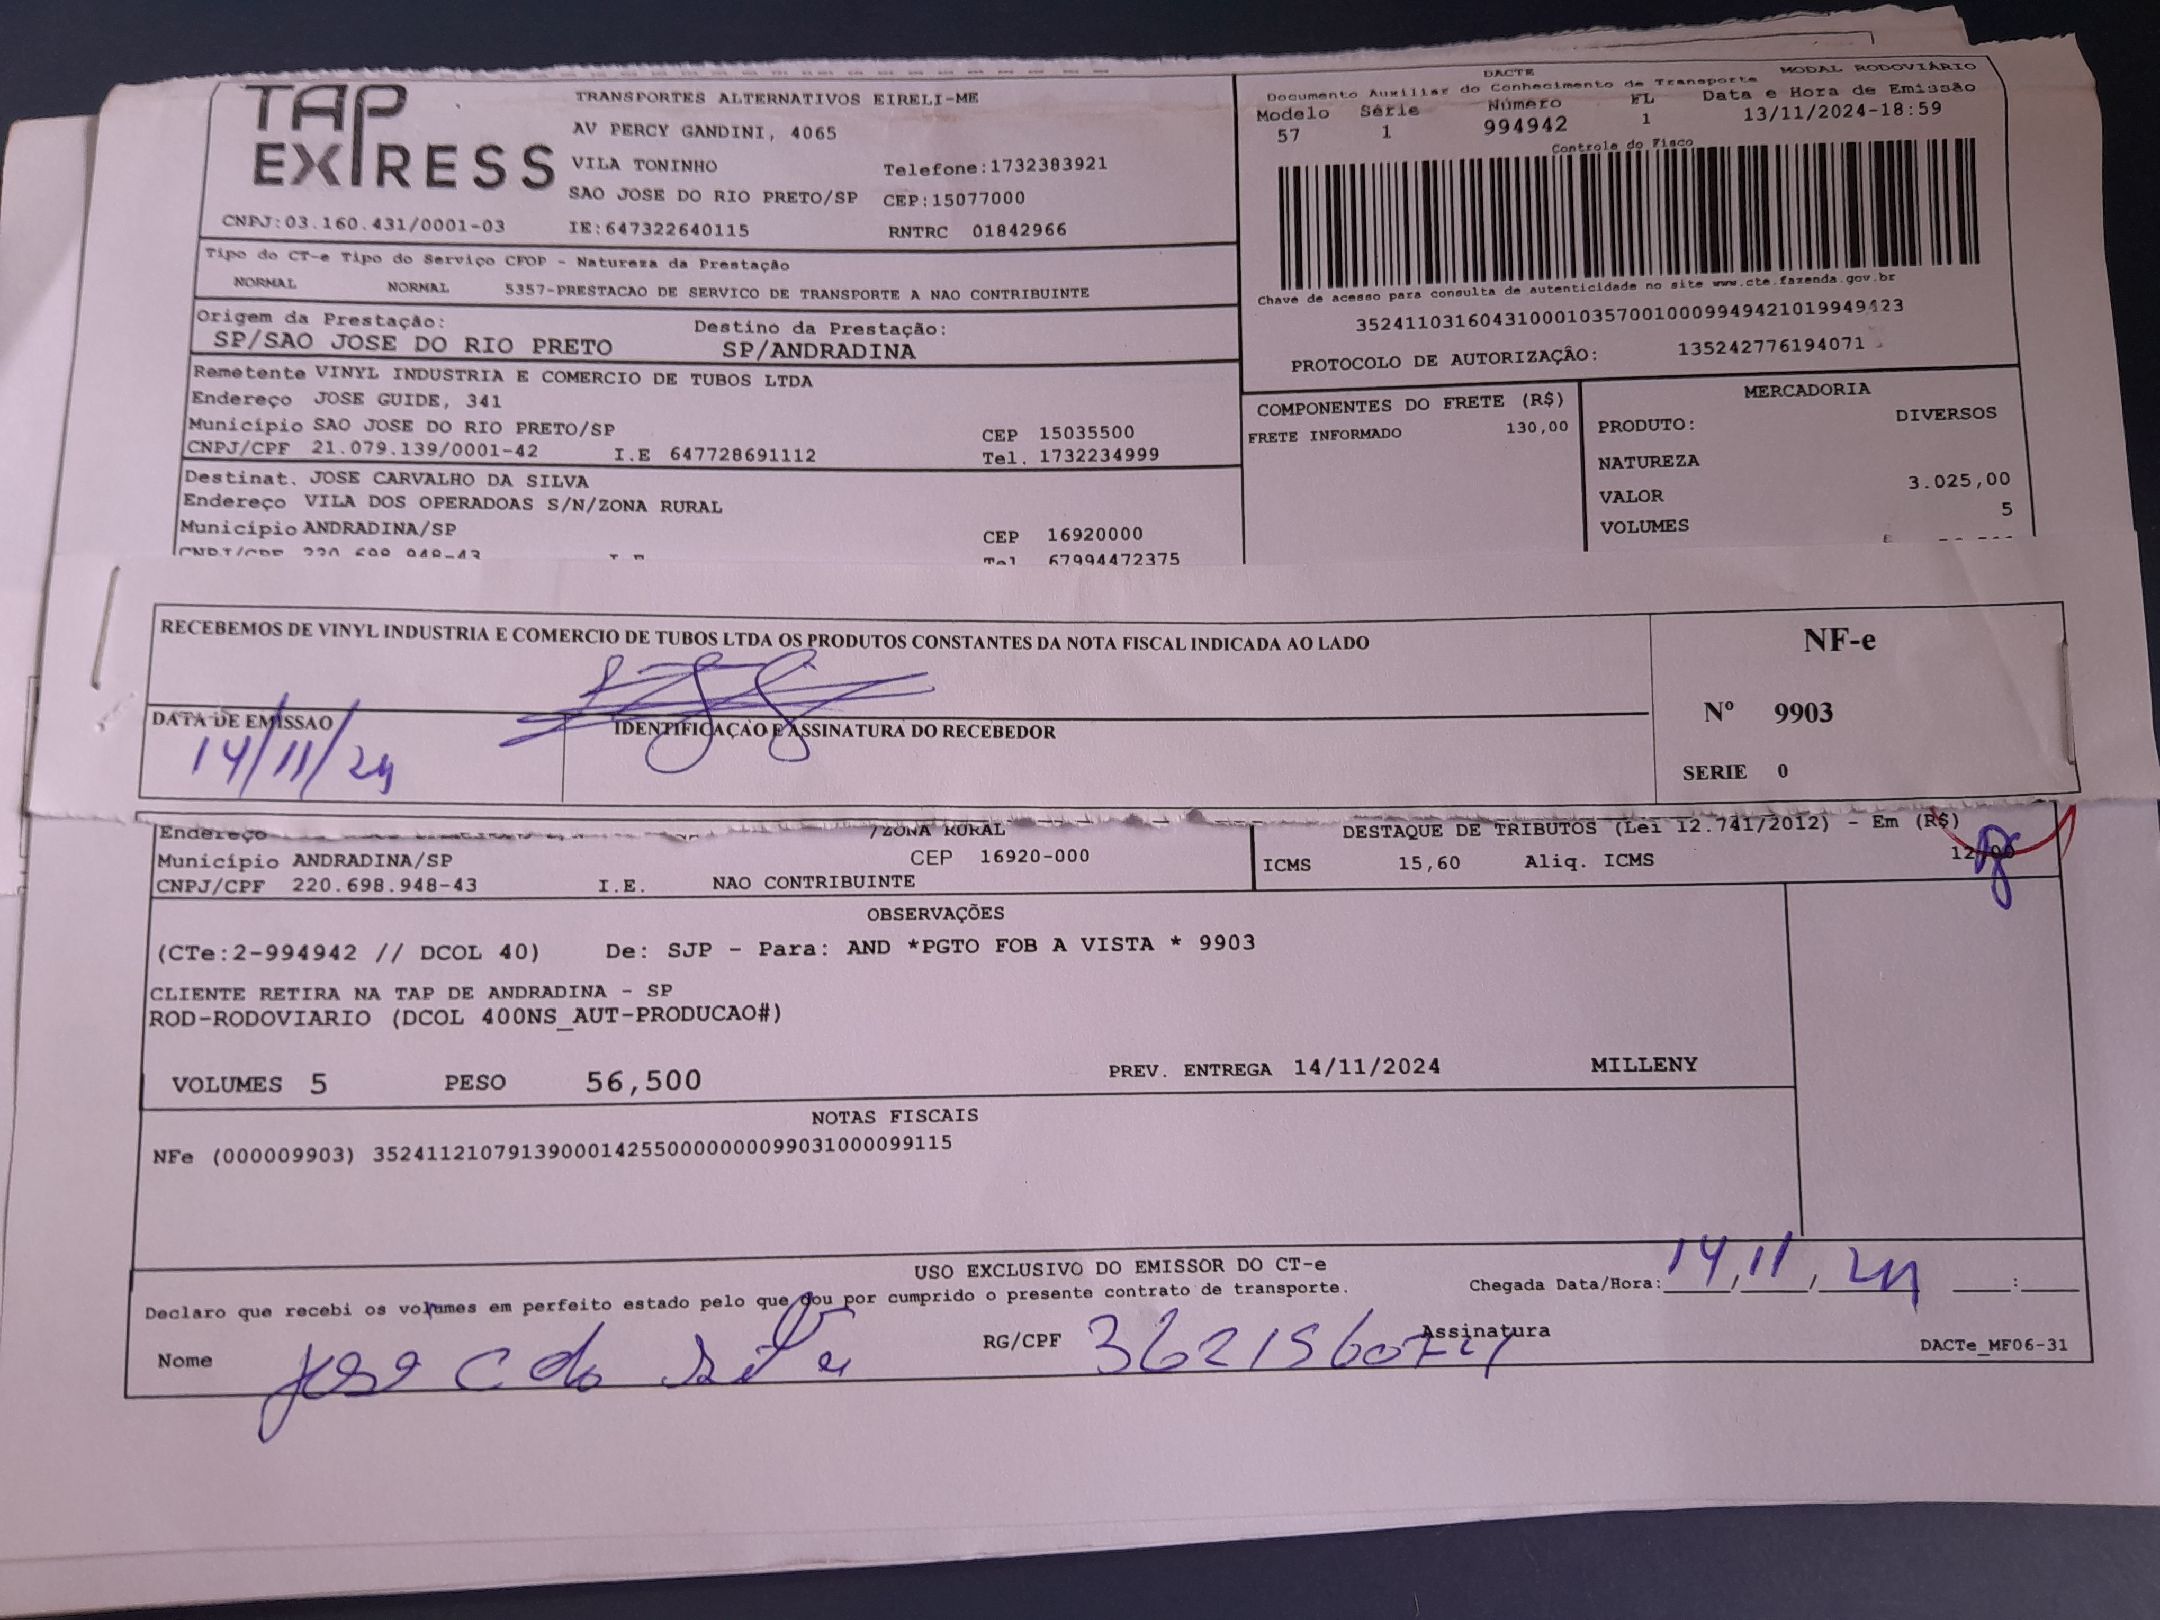 TAP EXPRESS
TRANSPORTES ALTERNATIVOS EIRELI-ME
AV PERCY GANDINI, 4065
VILA TONINHO Telefone:1732383921
SAO JOSE DO RIO PRETO/SP CEP:15077000
CNPJ:03.160.431/0001-03 IE:647322640115 RNTRC 01842966
DACTE MODAL RODOVIÁRIO
Documento Auxiliar do Conhecimento de Transporte
Modelo Série Número FL Data e Hora de Emissão
57 1 994942 1 13/11/2024-18:59
Controle do Fisco
Chave de acesso para consulta de autenticidade no site www.cte.fazenda.gov.br
35241103160431000103570010009949421019949423
PROTOCOLO DE AUTORIZAÇÃO: 135242776194071
Tipo do CT-e Tipo do Serviço CFOP - Natureza da Prestação
NORMAL NORMAL 5357-PRESTACAO DE SERVICO DE TRANSPORTE A NAO CONTRIBUINTE
Origem da Prestação: Destino da Prestação:
SP/SAO JOSE DO RIO PRETO SP/ANDRADINA
Remetente VINYL INDUSTRIA E COMERCIO DE TUBOS LTDA
Endereço JOSE GUIDE, 341
Município SAO JOSE DO RIO PRETO/SP CEP 15035500
CNPJ/CPF 21.079.139/0001-42 I.E 647728691112 Tel. 1732234999
Destinat. JOSE CARVALHO DA SILVA
Endereço VILA DOS OPERADOAS S/N/ZONA RURAL
Município ANDRADINA/SP CEP 16920000
CNPJ/CPF 220.698.948-43 I.E Tel 67994472375
COMPONENTES DO FRETE (R$)
FRETE INFORMADO 130,00
MERCADORIA
PRODUTO: DIVERSOS
NATUREZA
VALOR 3.025,00
VOLUMES 5
RECEBEMOS DE VINYL INDUSTRIA E COMERCIO DE TUBOS LTDA OS PRODUTOS CONSTANTES DA NOTA FISCAL INDICADA AO LADO
DATA DE EMISSAO IDENTIFICAÇÃO E ASSINATURA DO RECEBEDOR
14/11/24
NF-e
Nº 9903
SERIE 0
Endereço /ZONA RURAL
Município ANDRADINA/SP CEP 16920-000
CNPJ/CPF 220.698.948-43 I.E. NAO CONTRIBUINTE
DESTAQUE DE TRIBUTOS (Lei 12.741/2012) - Em (R$)
ICMS 15,60 Aliq. ICMS 12,00
OBSERVAÇÕES
(CTe:2-994942 // DCOL 40) De: SJP - Para: AND *PGTO FOB A VISTA * 9903
CLIENTE RETIRA NA TAP DE ANDRADINA - SP
ROD-RODOVIARIO (DCOL 400NS_AUT-PRODUCAO#)
VOLUMES 5 PESO 56,500 PREV. ENTREGA 14/11/2024 MILLENY
NOTAS FISCAIS
NFe (000009903) 35241121079139000142550000000099031000099115
USO EXCLUSIVO DO EMISSOR DO CT-e
Declaro que recebi os volumes em perfeito estado pelo que dou por cumprido o presente contrato de transporte. Chegada Data/Hora: 14/11/24 :
Nome Jose C da Silva RG/CPF Assinatura DACTe_MF06-31